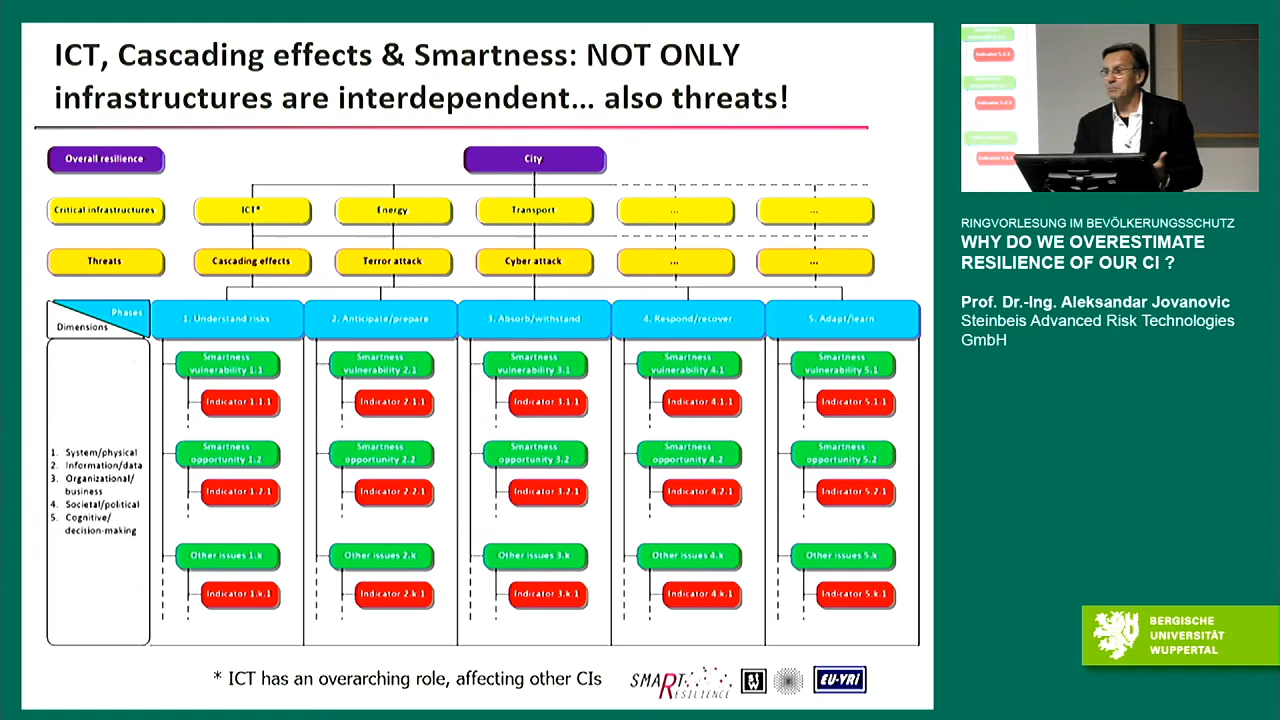 ICT, Cascading effects & Smartness: NOT ONLY
infrastructures are interdependent... also threats!
Overall resilience
City
Critical infrastructures
ICT*
Energy
Transport
...
...
Threats
Cascading effects
Terror attack
Cyber attack
...
...
Phases
Dimensions
1. Understand risks
2. Anticipate/prepare
3. Absorb/withstand
4. Respond/recover
5. Adapt/learn
1. System/physical
2. Information/data
3. Organizational/
business
4. Societal/political
5. Cognitive/
decision-making
Smartness
vulnerability 1.1
Indicator 1.1.1
Smartness
opportunity 1.2
Indicator 1.2.1
Other issues 1.k
Indicator 1.k.1
Smartness
vulnerability 2.1
Indicator 2.1.1
Smartness
opportunity 2.2
Indicator 2.2.1
Other issues 2.k
Indicator 2.k.1
Smartness
vulnerability 3.1
Indicator 3.1.1
Smartness
opportunity 3.2
Indicator 3.2.1
Other issues 3.k
Indicator 3.k.1
Smartness
vulnerability 4.1
Indicator 4.1.1
Smartness
opportunity 4.2
Indicator 4.2.1
Other issues 4.k
Indicator 4.k.1
Smartness
vulnerability 5.1
Indicator 5.1.1
Smartness
opportunity 5.2
Indicator 5.2.1
Other issues 5.k
Indicator 5.k.1
* ICT has an overarching role, affecting other CIs
SMART
RESILIENCE
EU-VRi
RINGVORLESUNG IM BEVÖLKERUNGSSCHUTZ
WHY DO WE OVERESTIMATE
RESILIENCE OF OUR CI ?
Prof. Dr.-Ing. Aleksandar Jovanovic
Steinbeis Advanced Risk Technologies
GmbH
BERGISCHE
UNIVERSITÄT
WUPPERTAL